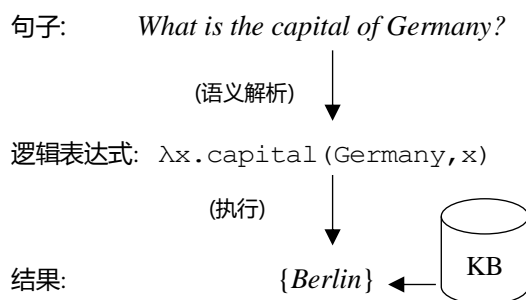 句子: What is the capital of Germany?
(语义解析)
逻辑表达式: λx.capital(Germany,x)
(执行)
结果: {Berlin} KB